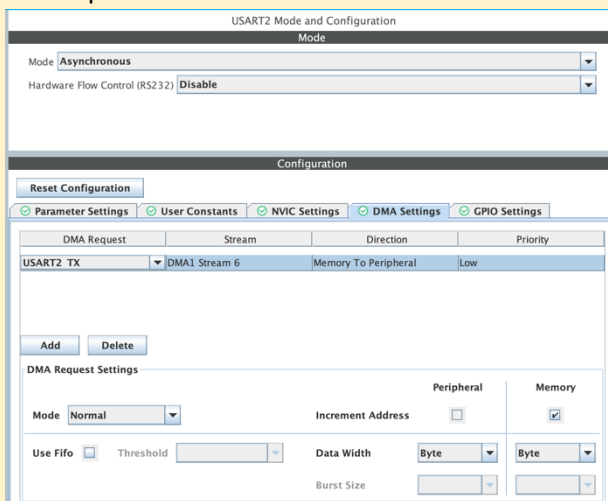 USART2 Mode and Configuration
Mode
Mode Asynchronous
Hardware Flow Control (RS232) Disable
Configuration
Reset Configuration
Parameter Settings User Constants NVIC Settings DMA Settings GPIO Settings
DMA Request Stream Direction Priority
USART2_TX DMA1 Stream 6 Memory To Peripheral Low
Add Delete
DMA Request Settings
Peripheral Memory
Mode Normal Increment Address
Use Fifo Threshold Data Width Byte Byte
Burst Size